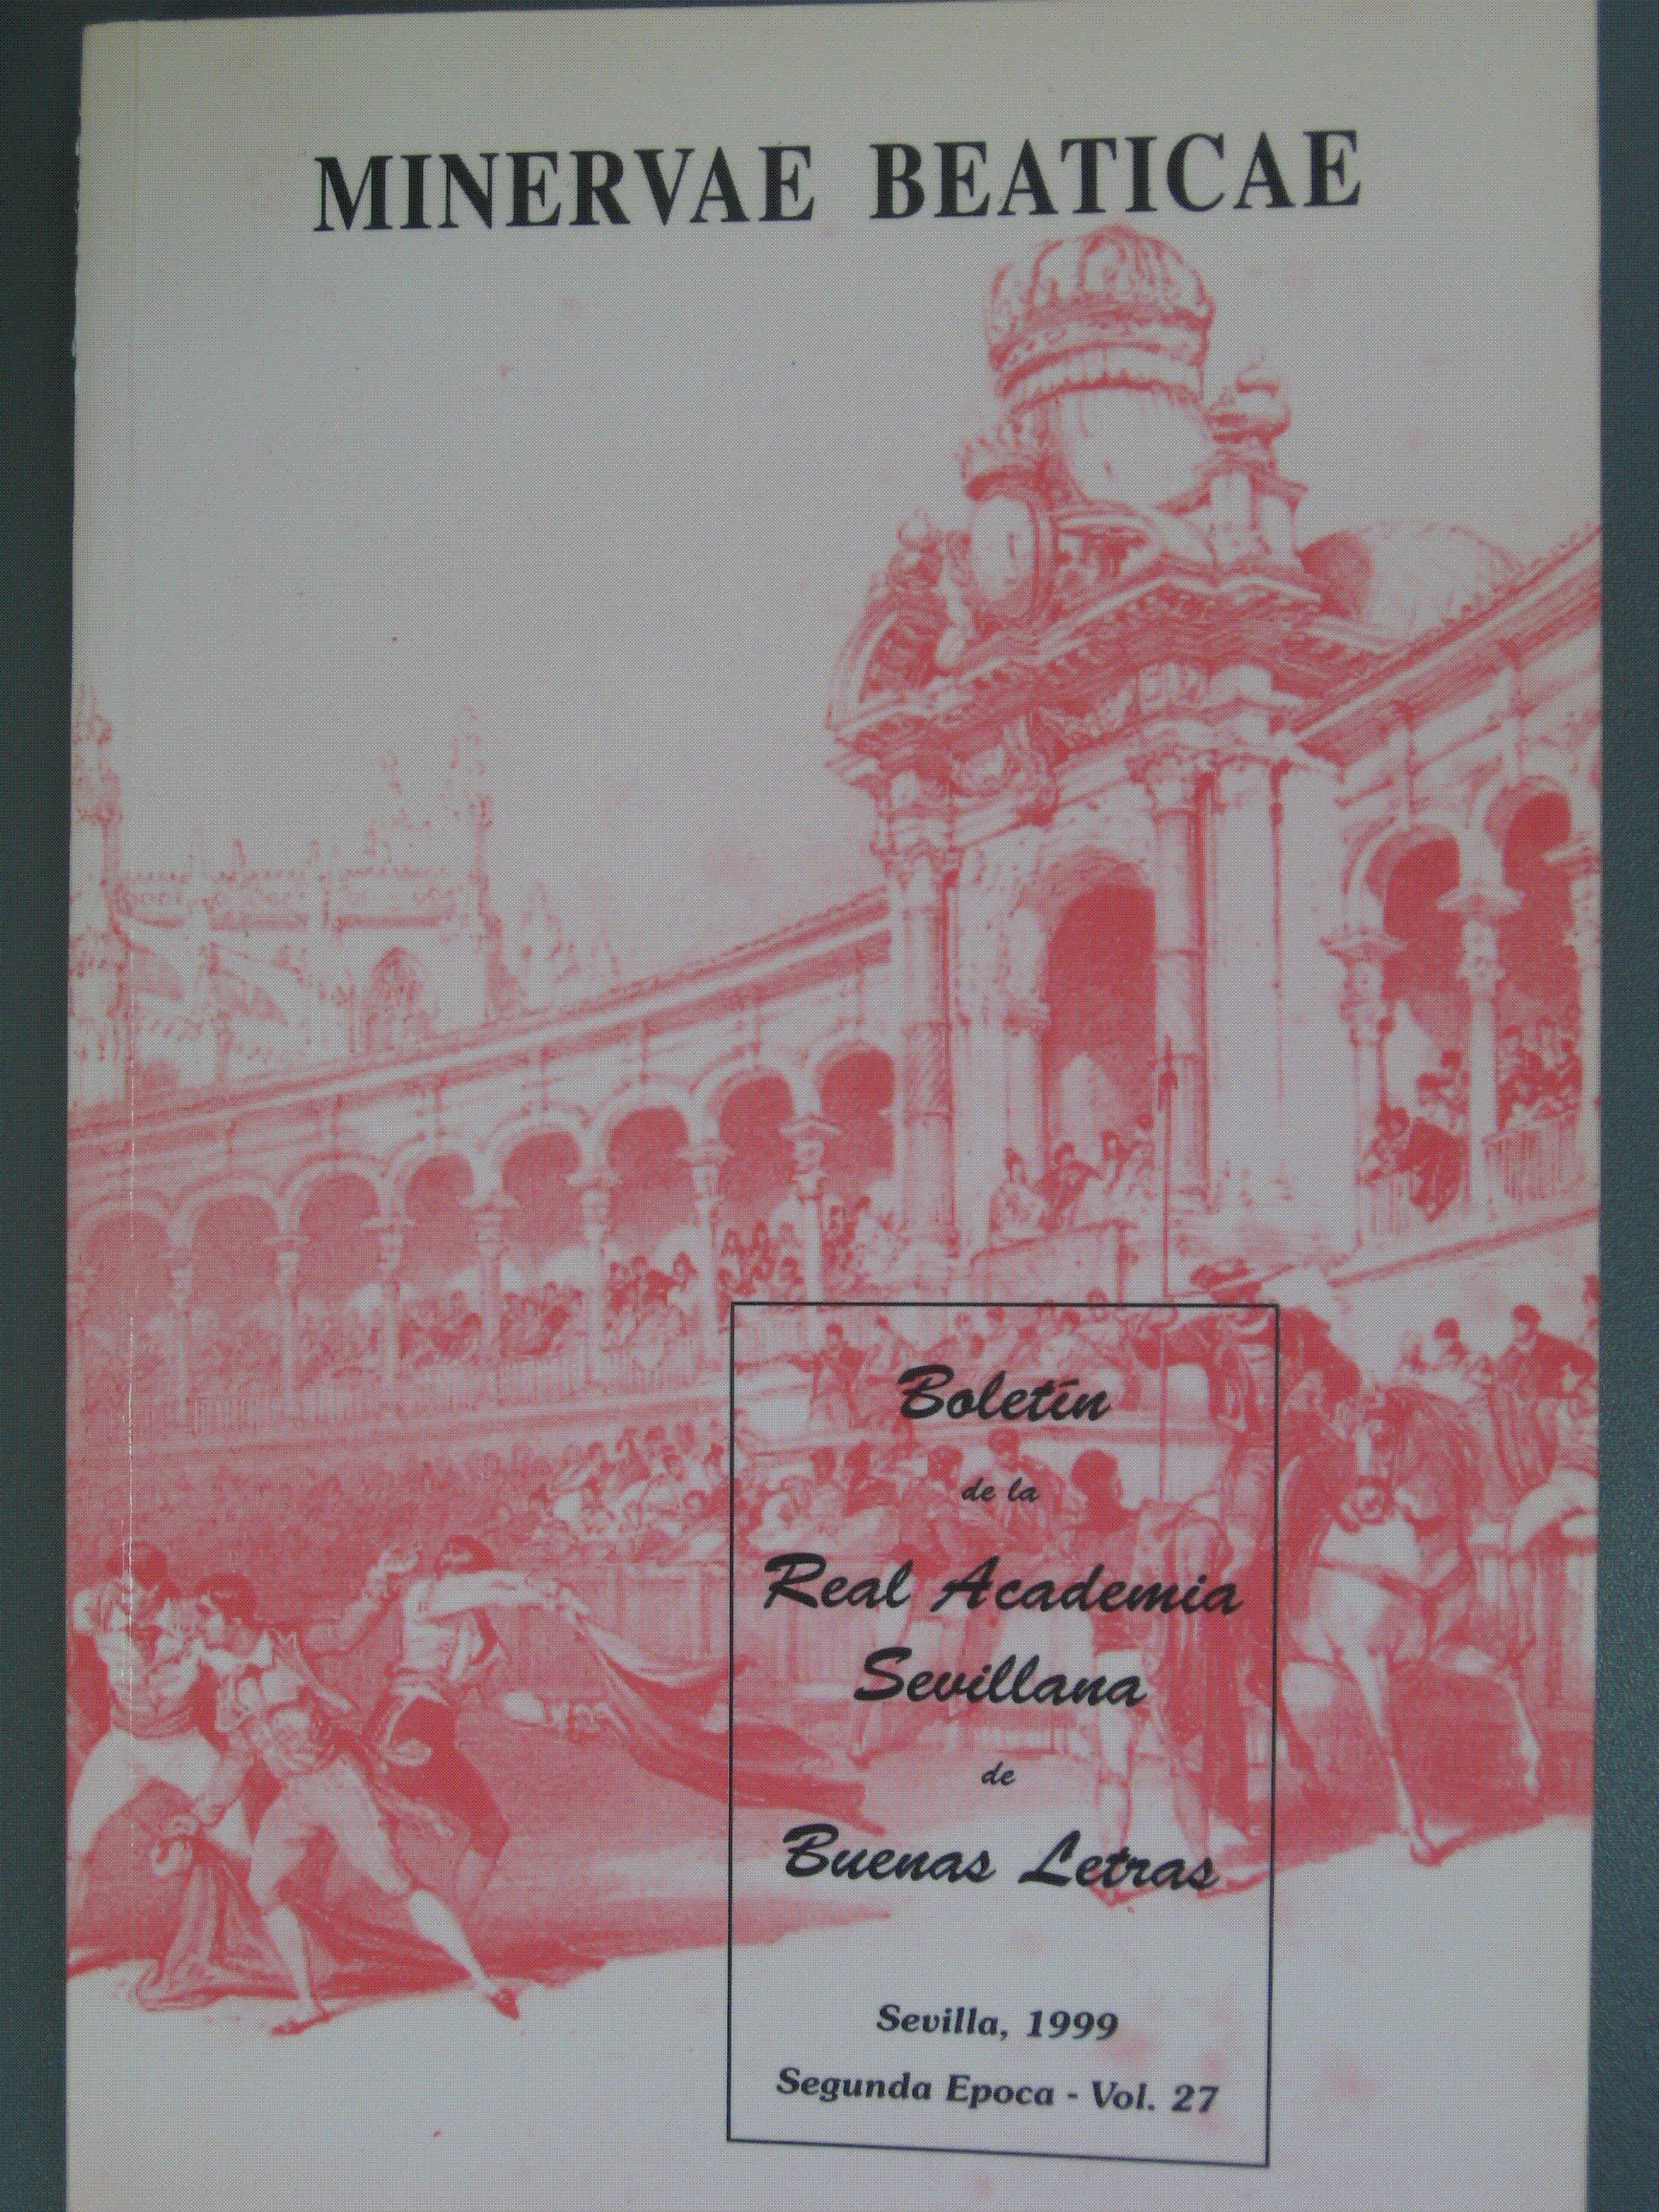 MINERVAE BEATICAE
Boletín
de la
Real Academia
Sevillana
de
Buenas Letras
Sevilla, 1999
Segunda Epoca - Vol. 27